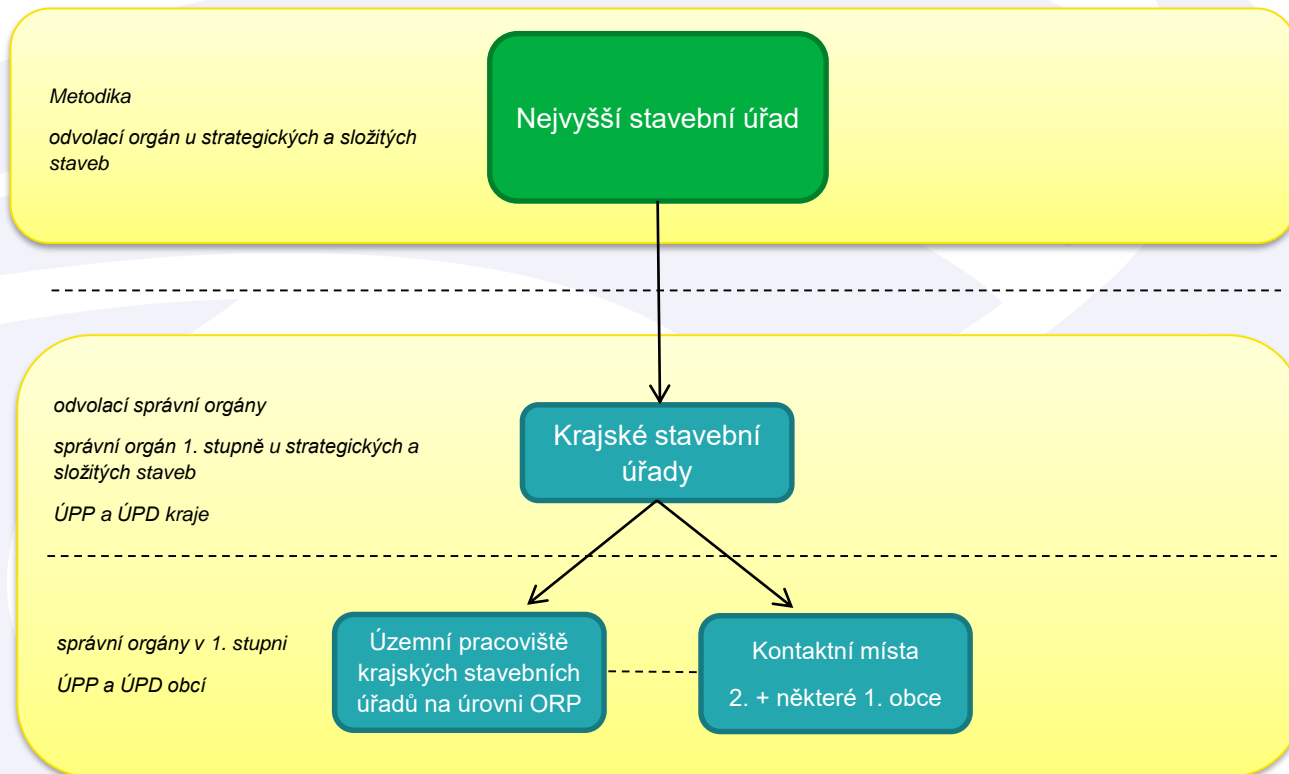 Metodika
odvolací orgán u strategických a složitých
staveb
Nejvyšší stavební úřad
odvolací správní orgány
správní orgán 1. stupně u strategických a
složitých staveb
ÚPP a ÚPD kraje
Krajské stavební
úřady
správní orgány v 1. stupni
ÚPP a ÚPD obcí
Územní pracoviště
krajských stavebních
úřadů na úrovni ORP
Kontaktní místa
2. + některé 1. obce